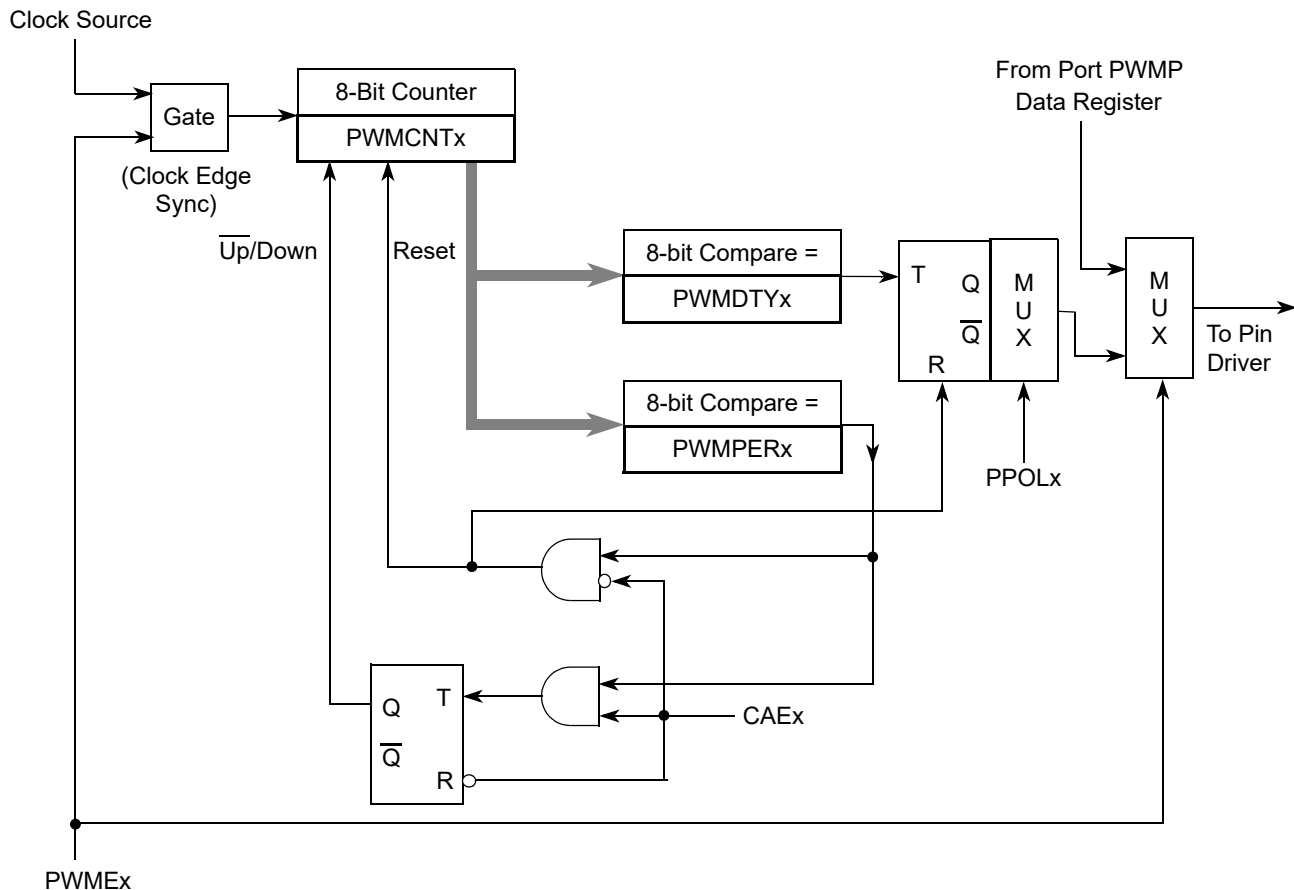 Clock Source
From Port PWMP
Data Register
8-Bit Counter
Gate
PWMCNTx
(Clock Edge
Sync)
U̅p̅/Down
Reset
8-bit Compare =
PWMDTYx
T
Q
Q̅
R
M
U
X
M
U
X
To Pin
Driver
8-bit Compare =
PWMPERx
PPOLx
Q
T
Q̅
R
CAEx
PWMEx